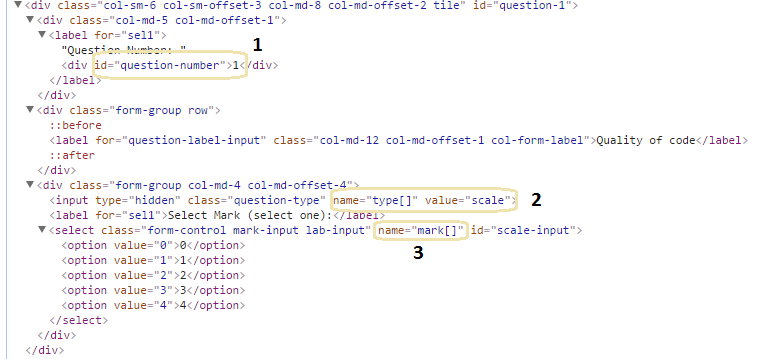 ▼<div class="col-sm-6 col-sm-offset-3 col-md-8 col-md-offset-2 tile" id="question-1">
▼<div class="col-md-5 col-md-offset-1">
▼<label for="sel1">
1
"Question Number: "
<div id="question-number">1</div>
</label>
</div>
▼<div class="form-group row">
::before
<label for="question-label-input" class="col-md-12 col-md-offset-1 col-form-label">Quality of code</label>
::after
</div>
▼<div class="form-group col-md-4 col-md-offset-4">
<input type="hidden" class="question-type" name="type[]" value="scale"> 2
<label for="sel1">Select Mark (select one):</label>
▼<select class="form-control mark-input lab-input" name="mark[]" id="scale-input">
<option value="0">0</option> 3
<option value="1">1</option>
<option value="2">2</option>
<option value="3">3</option>
<option value="4">4</option>
</select>
</div>
</div>